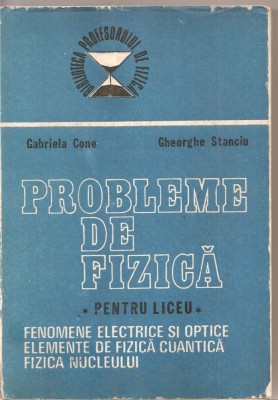 BIBLIOTECA PROFESORULUI DE FIZICĂ
Gabriela Cone
Gheorghe Stanciu
PROBLEME
DE
FIZICĂ
* PENTRU LICEU *
FENOMENE ELECTRICE SI OPTICE
ELEMENTE DE FIZICĂ CUANTICĂ
FIZICA NUCLEULUI